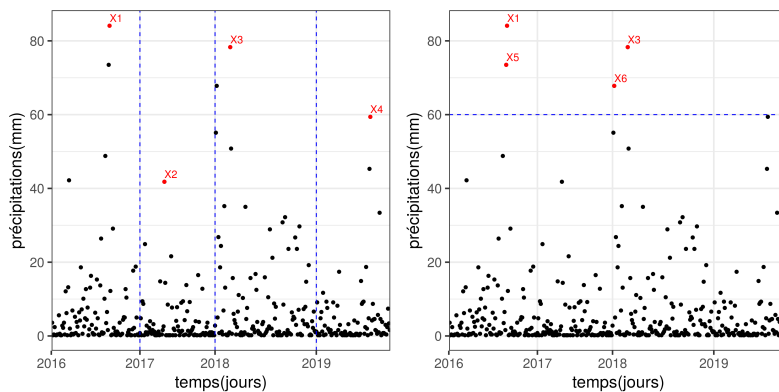 X1
X3
X4
X2
précipitations(mm)
80
60
40
20
0
2016
2017
2018
2019
temps(jours)
X1
X5
X3
X6
précipitations(mm)
80
60
40
20
0
2016
2017
2018
2019
temps(jours)